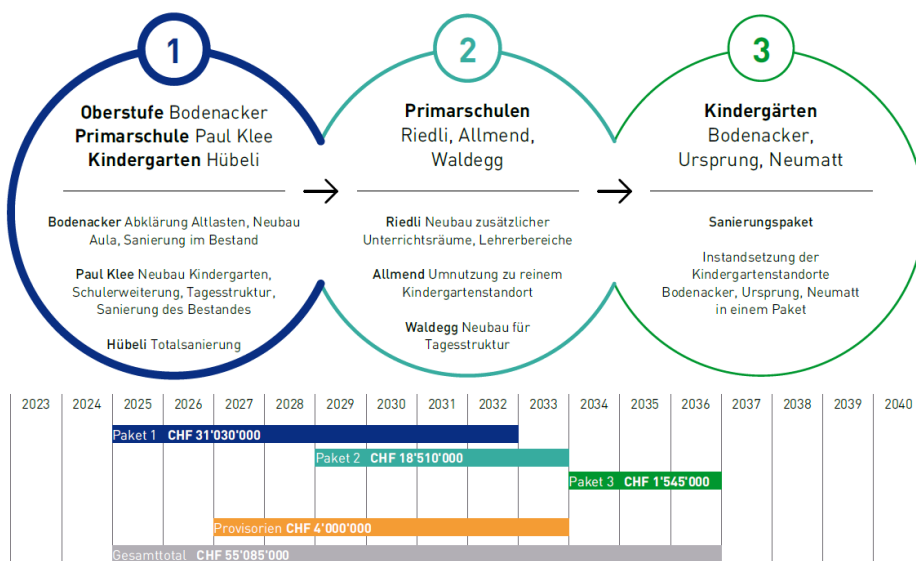 1
Oberstufe Bodenacker
Primarschule Paul Klee
Kindergarten Hübeli
Bodenacker Abklärung Altlasten, Neubau
Aula, Sanierung im Bestand
Paul Klee Neubau Kindergarten,
Schulerweiterung, Tagesstruktur,
Sanierung des Bestandes
Hübeli Totalsanierung
2
Primarschulen
Riedli, Allmend,
Waldegg
Riedli Neubau zusätzlicher
Unterrichtsräume, Lehrerbereiche
Allmend Umnutzung zu reinem
Kindergartenstandort
Waldegg Neubau für
Tagesstruktur
3
Kindergärten
Bodenacker,
Ursprung, Neumatt
Sanierungspaket
Instandsetzung der
Kindergartenstandorte
Bodenacker, Ursprung, Neumatt
in einem Paket
2023 2024 2025 2026 2027 2028 2029 2030 2031 2032 2033 2034 2035 2036 2037 2038 2039 2040
Paket 1 CHF 31'030'000
Paket 2 CHF 18'510'000
Paket 3 CHF 1'545'000
Provisorien CHF 4'000'000
Gesamttotal CHF 55'085'000